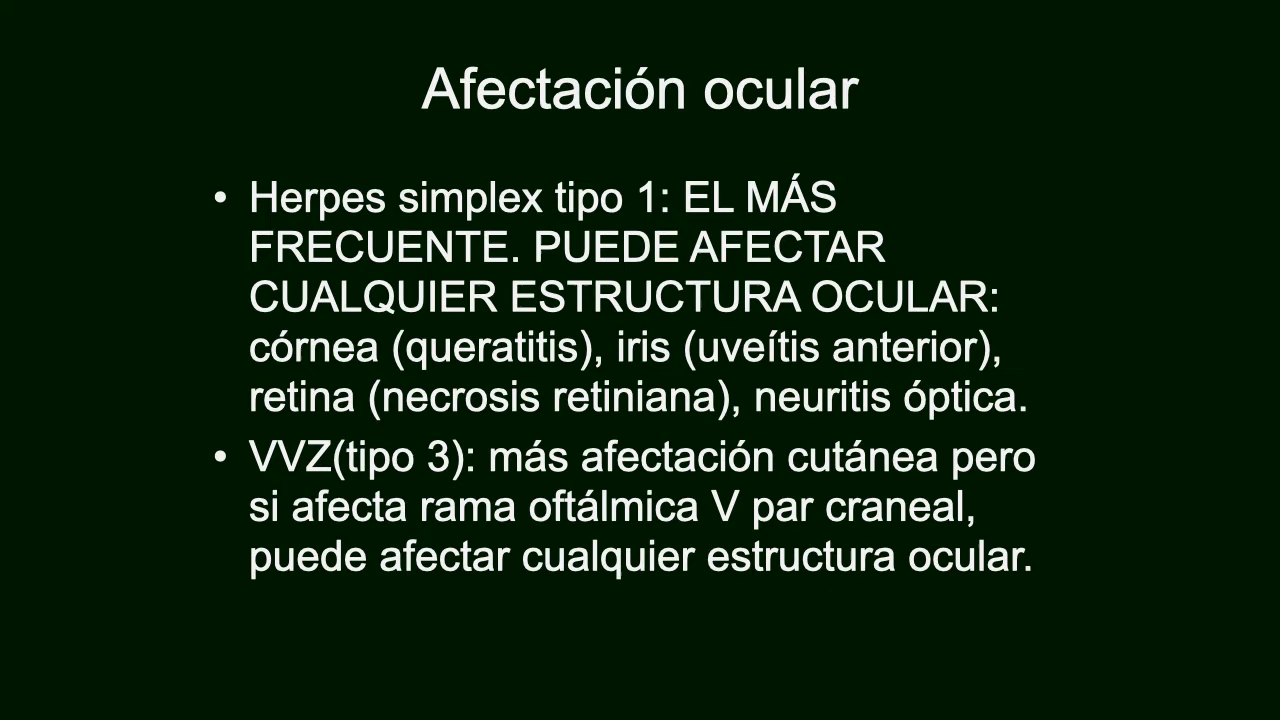 Afectación ocular
• Herpes simplex tipo 1: EL MÁS
FRECUENTE. PUEDE AFECTAR
CUALQUIER ESTRUCTURA OCULAR:
córnea (queratitis), iris (uveítis anterior),
retina (necrosis retiniana), neuritis óptica.
• VVZ(tipo 3): más afectación cutánea pero
si afecta rama oftálmica V par craneal,
puede afectar cualquier estructura ocular.